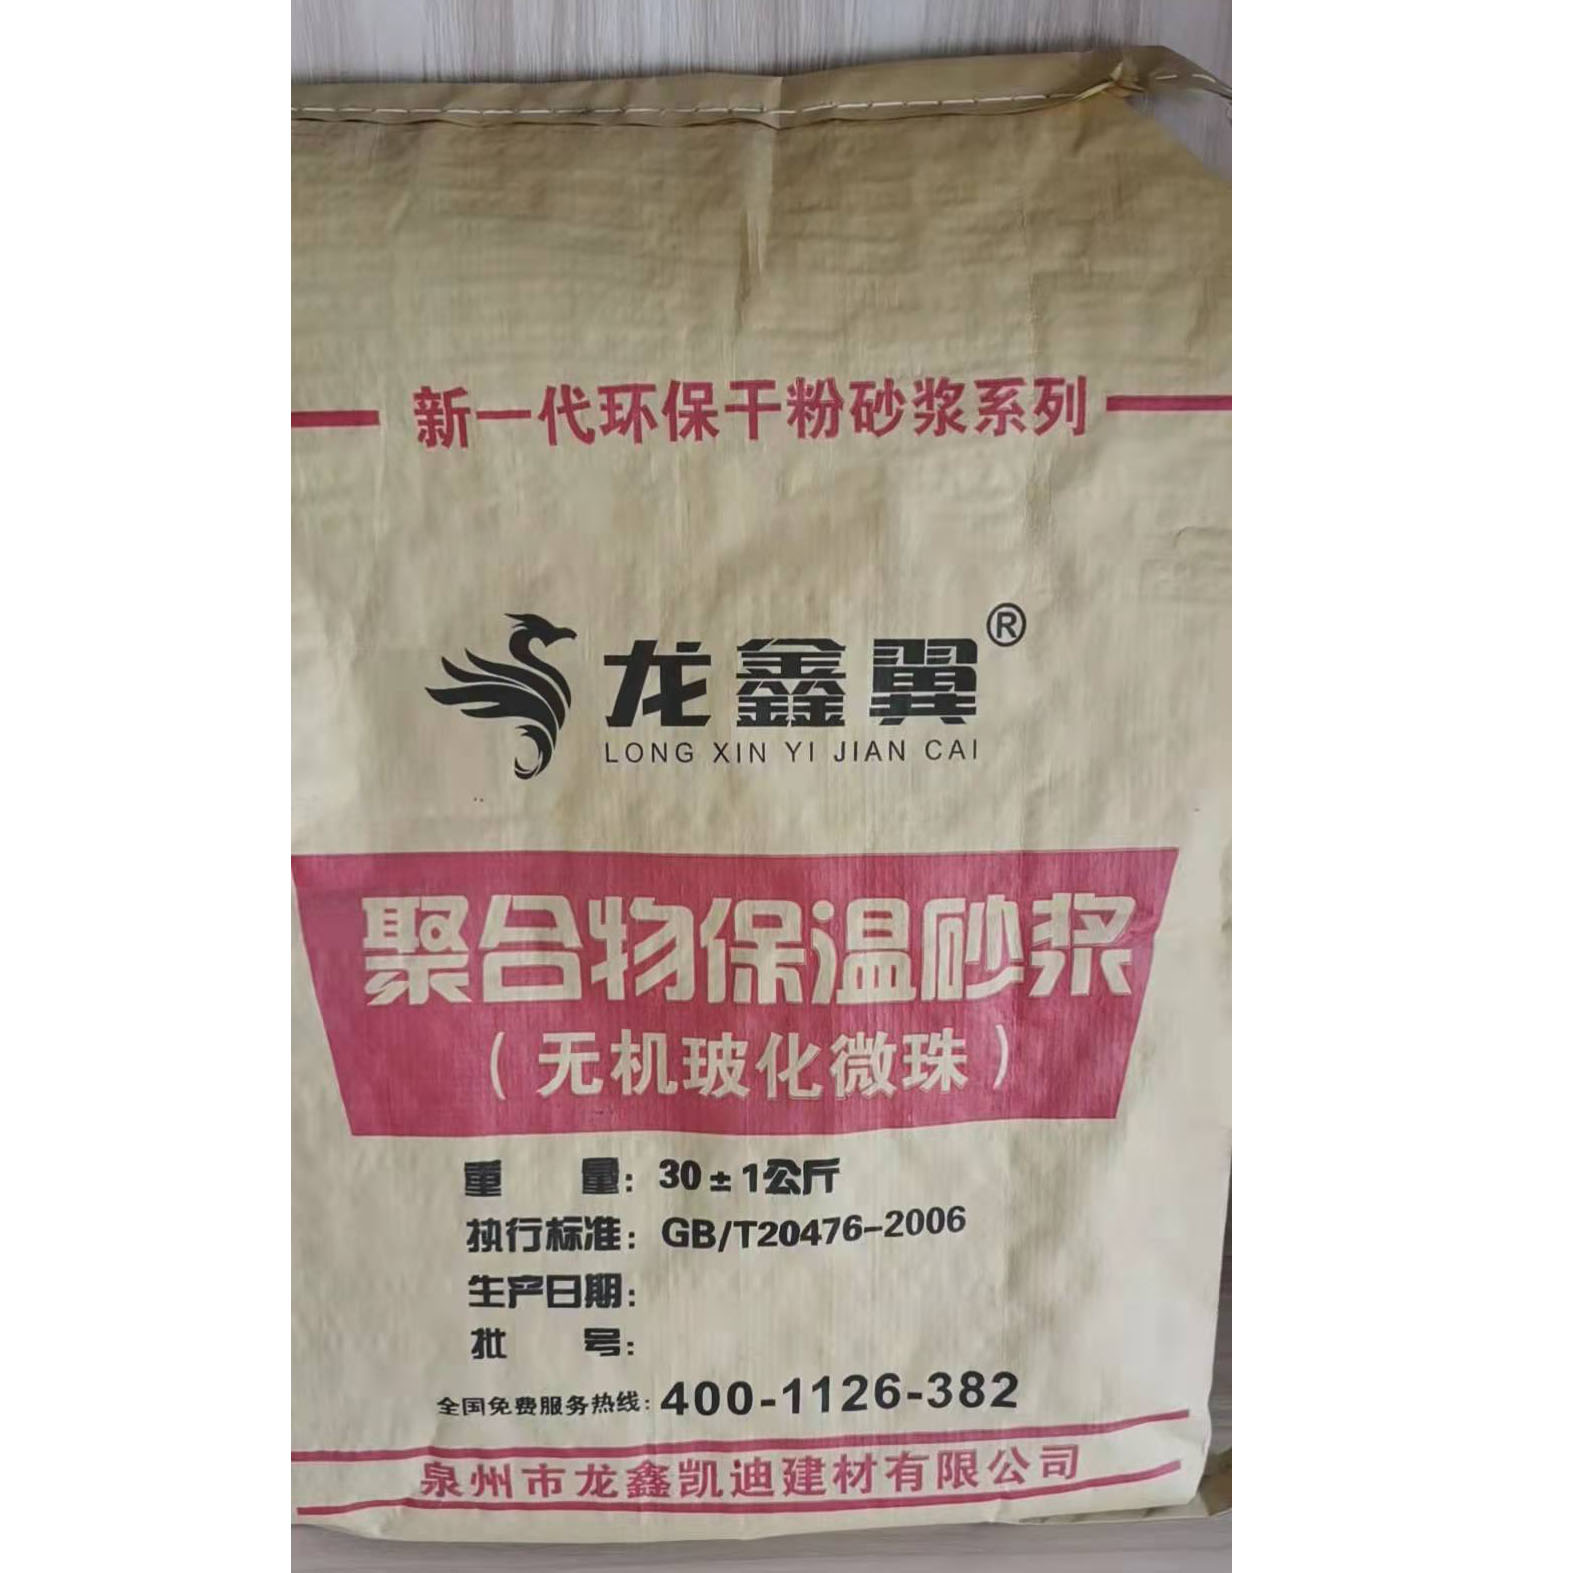 新一代环保干粉砂浆系列
龙鑫翼®
LONG XIN YI JIAN CAI
聚合物保温砂浆
（无机玻化微珠）
重 量：30±1公斤
执行标准：GB/T20476-2006
生产日期：
批 号：
全国免费服务热线：400-1126-382
泉州市龙鑫凯迪建材有限公司